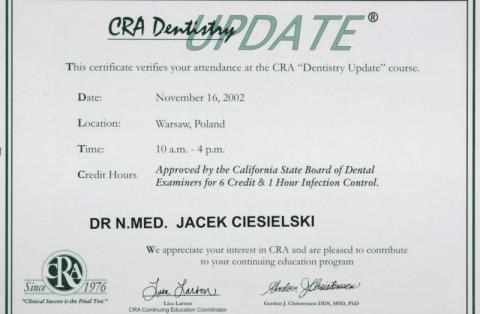 CRA Dentistry UPDATE®
This certificate verifies your attendance at the CRA "Dentistry Update" course.
Date: November 16, 2002
Location: Warsaw, Poland
Time: 10 a.m. - 4 p.m.
Credit Hours Approved by the California State Board of Dental
Examiners for 6 Credit & 1 Hour Infection Control.
DR N.MED. JACEK CIESIELSKI
We appreciate your interest in CRA and are pleased to contribute
to your continuing education program
CRA
Since 1976
"Clinical Success is the Final Test."
Lisa Larson
CRA Continuing Education Coordinator
Gordon J. Christensen
Gordon J. Christensen DDS, MSD, PhD